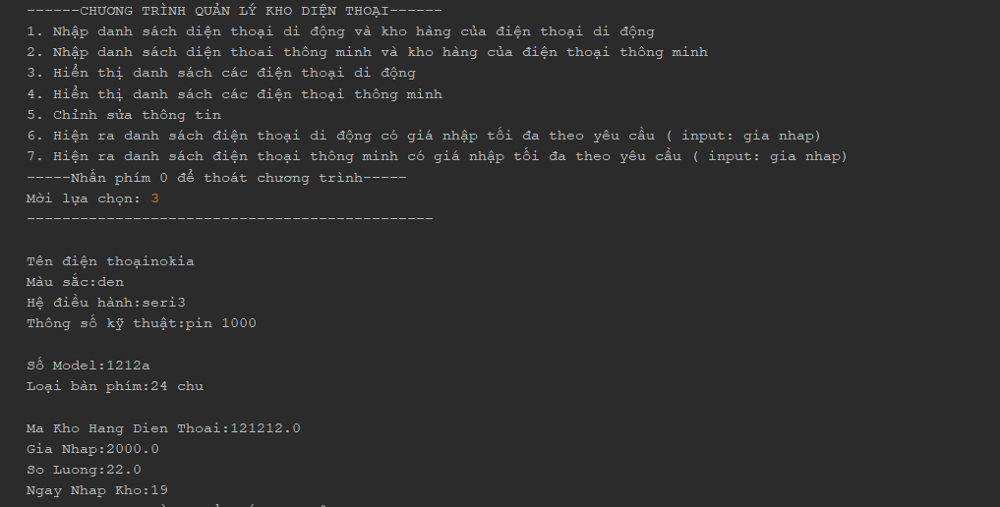 ------CHƯƠNG TRÌNH QUẢN LÝ KHO DIỆN THOẠI------
1. Nhập danh sách diện thoại di động và kho hàng của điện thoại di động
2. Nhập danh sách diện thoai thông minh và kho hàng của điện thoại thông minh
3. Hiển thị danh sách các điện thoại di động
4. Hiển thị danh sách các điện thoại thông minh
5. Chỉnh sửa thông tin
6. Hiện ra danh sách điện thoại di động có giá nhập tối đa theo yêu cầu ( input: gia nhap)
7. Hiện ra danh sách điện thoại thông minh có giá nhập tối đa theo yêu cầu ( input: gia nhap)
-----Nhấn phím 0 để thoát chương trình-----
Mời lựa chọn: 3
----------------------------------------------
Tên điện thoạinokia
Màu sắc:den
Hệ điều hành:seri3
Thông số kỹ thuật:pin 1000
Số Model:1212a
Loại bàn phím:24 chu
Ma Kho Hang Dien Thoai:121212.0
Gia Nhap:2000.0
So Luong:22.0
Ngay Nhap Kho:19